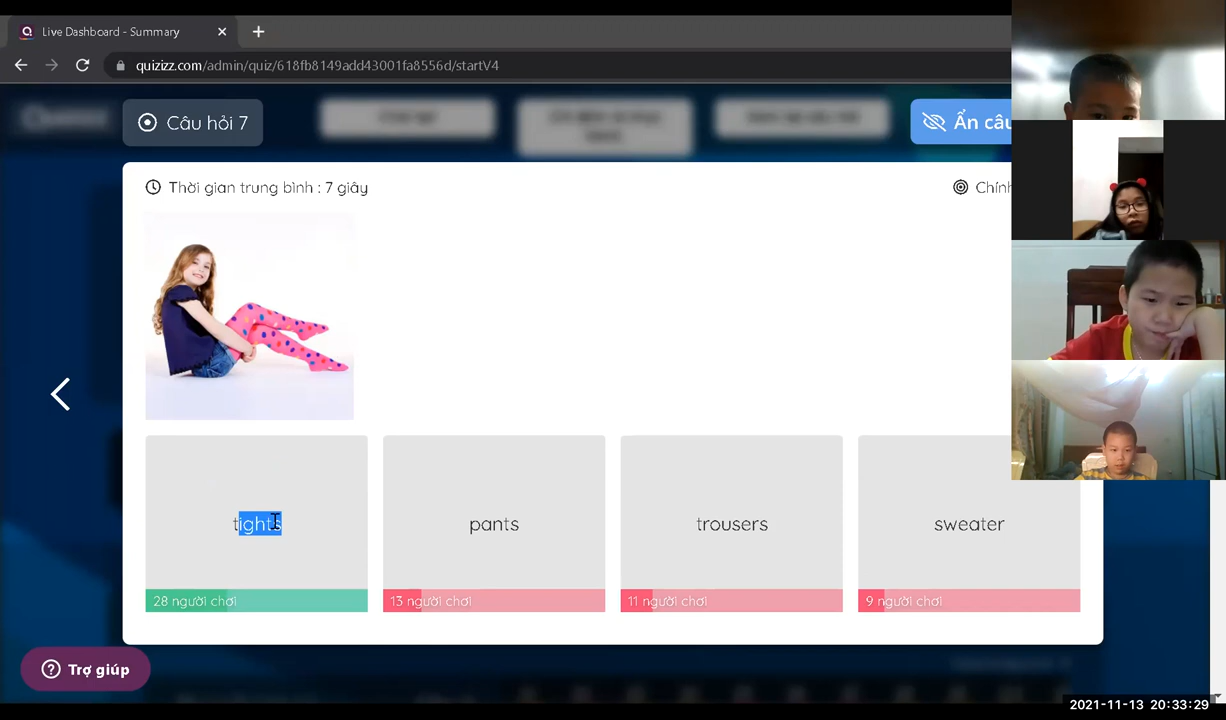 Live Dashboard - Summary
quizizz.com/admin/quiz/618fb8149add43001fa8556d/startV4
Câu hỏi 7
Ẩn câu
Thời gian trung bình : 7 giây
Chính
tights
pants
trousers
sweater
28 người chơi
13 người chơi
11 người chơi
9 người chơi
Trợ giúp
2021-11-13 20:33:29